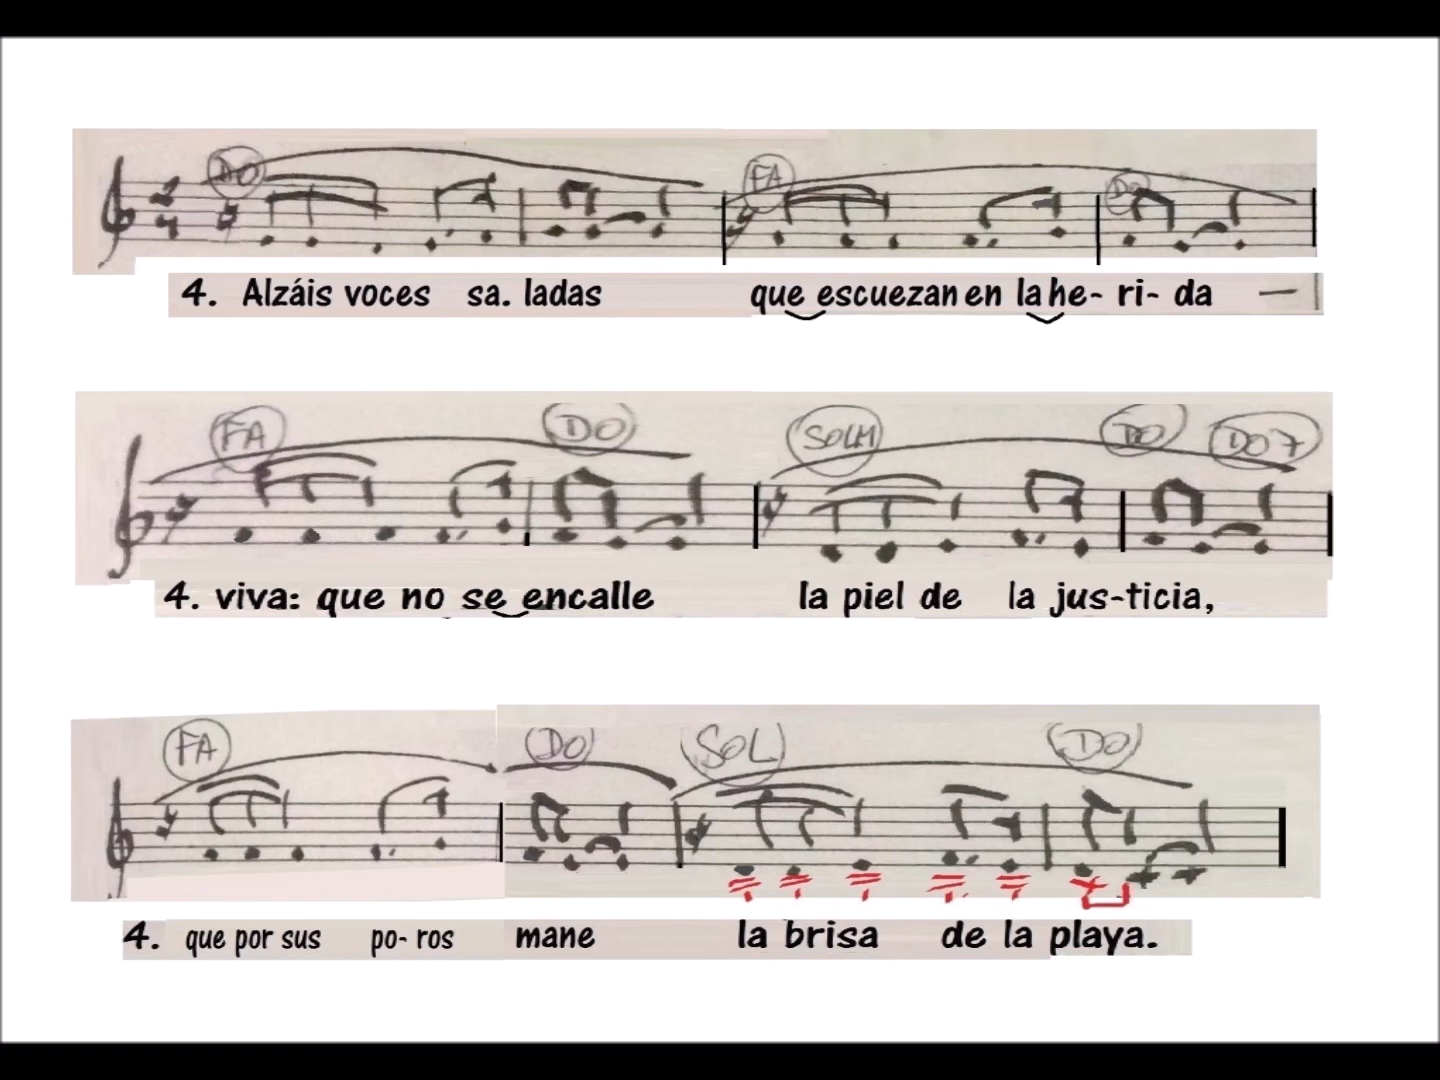 DO FA DO
2
4
4. Alzáis voces sa. ladas que escuezan en la he- ri- da —
FA DO SOLM DO DO7
4. viva: que no se encalle la piel de la jus-ticia,
FA DO SOL DO
4. que por sus po- ros mane la brisa de la playa.